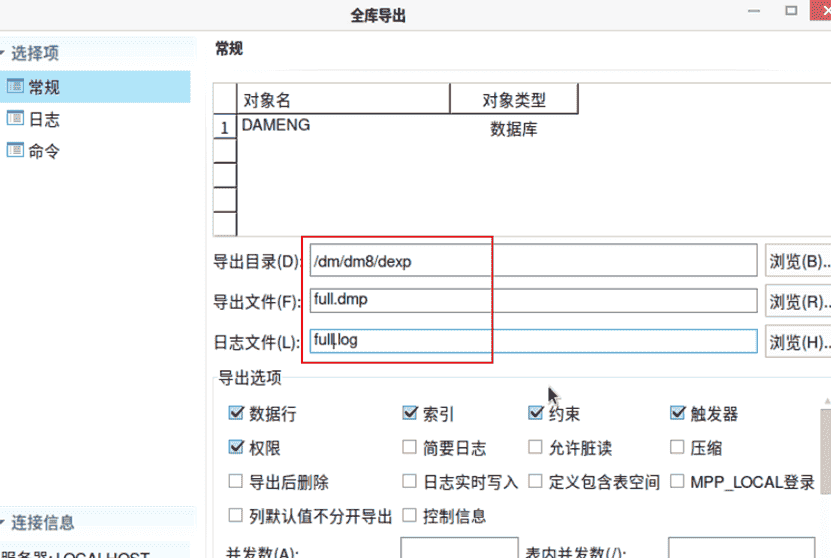 全库导出
选择项
常规
日志
命令
常规
对象名 对象类型
1 DAMENG 数据库
导出目录(D): /dm/dm8/dexp 浏览(B)..
导出文件(F): full.dmp 浏览(R)..
日志文件(L): full.log 浏览(H)..
导出选项
数据行 索引 约束 触发器
权限 简要日志 允许脏读 压缩
导出后删除 日志实时写入 定义包含表空间 MPP_LOCAL登录
列默认值不分开导出 控制信息
并发数(A): 表内并发数(/):
连接信息
服务器: LOCALHOST